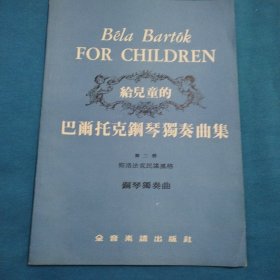 Béla Bartók
FOR CHILDREN
給兒童的
巴爾托克鋼琴獨奏曲集
第二册
斯洛法克民謠風格
鋼琴獨奏曲
全音樂譜出版社